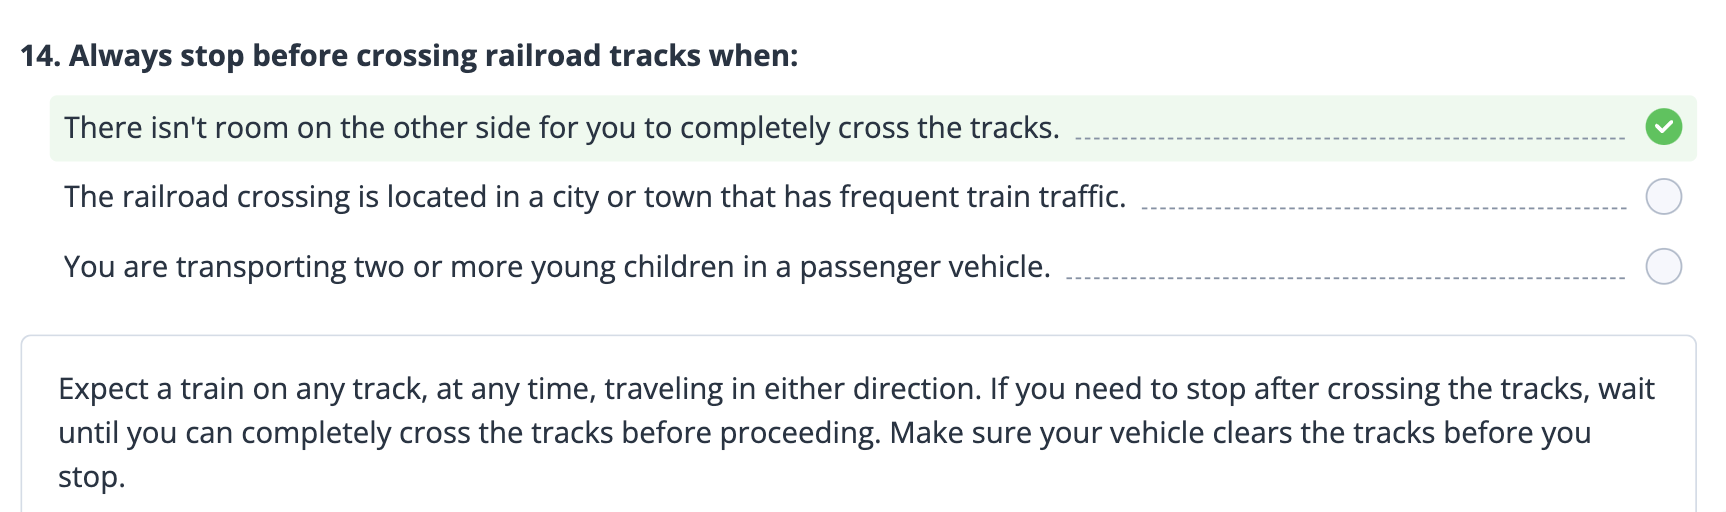 14. Always stop before crossing railroad tracks when:
There isn't room on the other side for you to completely cross the tracks.
The railroad crossing is located in a city or town that has frequent train traffic.
You are transporting two or more young children in a passenger vehicle.
Expect a train on any track, at any time, traveling in either direction. If you need to stop after crossing the tracks, wait
until you can completely cross the tracks before proceeding. Make sure your vehicle clears the tracks before you
stop.